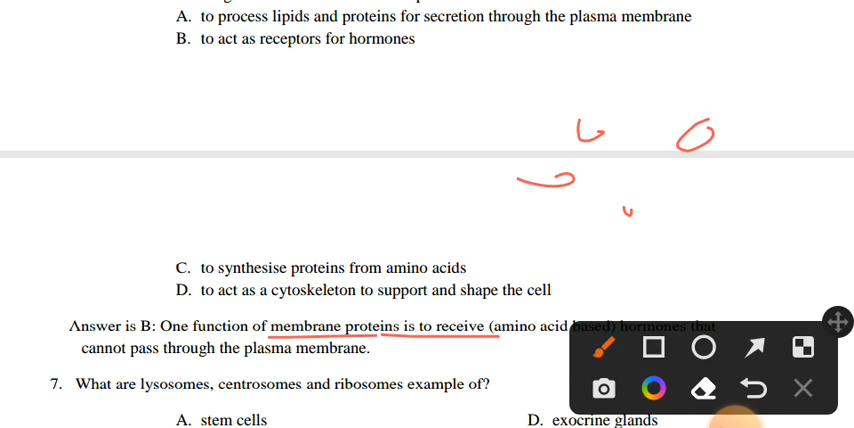 A. to process lipids and proteins for secretion through the plasma membrane
B. to act as receptors for hormones
C. to synthesise proteins from amino acids
D. to act as a cytoskeleton to support and shape the cell
Answer is B: One function of membrane proteins is to receive (amino acid based) hormones that
cannot pass through the plasma membrane.
7. What are lysosomes, centrosomes and ribosomes example of?
A. stem cells D. exocrine glands